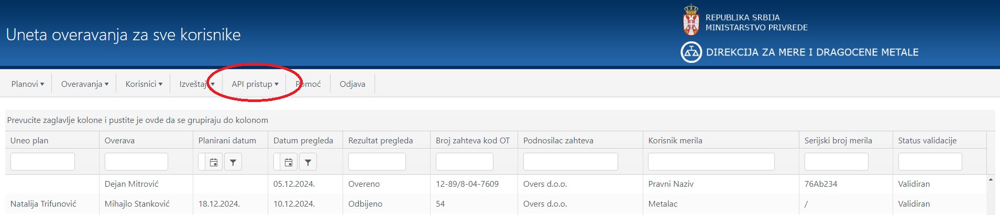 REPUBLIKA SRBIJA
MINISTARSTVO PRIVREDE
Uneta overavanja za sve korisnike
DIREKCIJA ZA MERE I DRAGOCENE METALE
Planovi Overavanja Korisnici Izveštaji API pristup Pomoć Odjava
Prevucite zaglavlje kolone i pustite je ovde da se grupiraju do kolonom
Uneo plan Overava Planirani datum Datum pregleda Rezultat pregleda Broj zahteva kod OT Podnosilac zahteva Korisnik merila Serijski broj merila Status validacije
Dejan Mitrović 05.12.2024. Overeno 12-89/8-04-7609 Overs d.o.o. Pravni Naziv 76Ab234 Validiran
Natalija Trifunović Mihajlo Stanković 18.12.2024. 10.12.2024. Odbijeno 54 Overs d.o.o. Metalac / Validiran